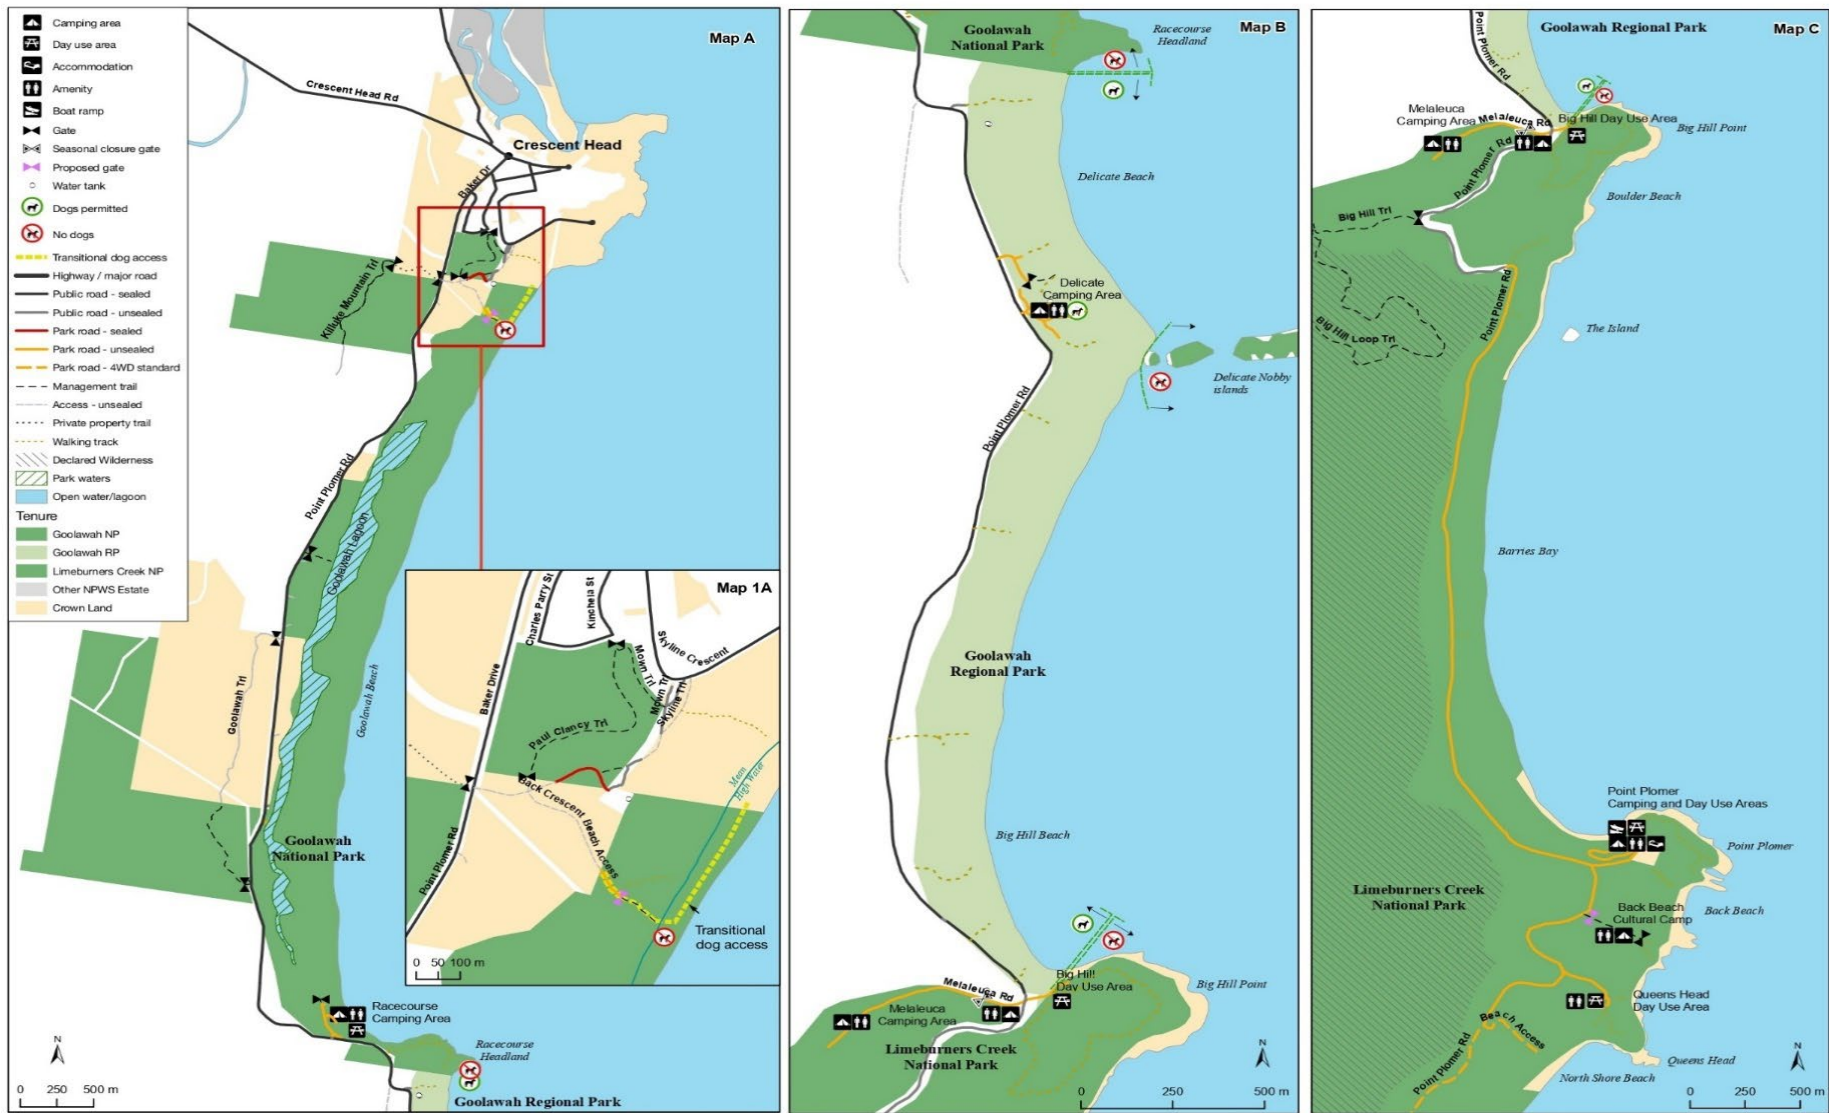 Camping area
Day use area
Accommodation
Amenity
Boat ramp
Gate
Seasonal closure gate
Proposed gate
Water tank
Dogs permitted
No dogs
Transitional dog access
Highway / major road
Public road - sealed
Public road - unsealed
Park road - sealed
Park road - unsealed
Park road - 4WD standard
Management trail
Access - unsealed
Private property trail
Walking track
Declared Wilderness
Park waters
Open water/lagoon
Tenure
Goolawah NP
Goolawah RP
Limeburners Creek NP
Other NPWS Estate
Crown Land
Map A
Crescent Head Rd
Crescent Head
Baker Dr
Killuke Mountain Trl
Point Plomer Rd
Goolawah Lagoon
Goolawah Beach
Goolawah Trl
Goolawah
National Park
Racecourse
Camping Area
Racecourse
Headland
Goolawah Regional Park
N
0 250 500 m
Map 1A
Charles Parry St
Kinchela St
Skyline Crescent
Baker Drive
Mown Trl
Mown Trl
Skyline Trl
Paul Clancy Trl
Back Crescent Beach Access
Point Plomer Rd
Mean
High Water
Transitional
dog access
0 50 100 m
Map B
Goolawah
National Park
Racecourse
Headland
Delicate Beach
Delicate
Camping Area
Delicate Nobby
islands
Point Plomer Rd
Goolawah
Regional Park
Big Hill Beach
Big Hill
Day Use Area
Big Hill Point
Melaleuca Rd
Melaleuca
Camping Area
Limeburners Creek
National Park
N
0 250 500 m
Map C
Goolawah Regional Park
Point Plomer Rd
Melaleuca
Camping Area
Melaleuca Rd
Big Hill Day Use Area
Big Hill Point
Point Plomer Rd
Boulder Beach
Big Hill Trl
Point Plomer Rd
Big Hill Loop Trl
The Island
Barries Bay
Point Plomer
Camping and Day Use Areas
Point Plomer
Limeburners Creek
National Park
Back Beach
Cultural Camp
Back Beach
Queens Head
Day Use Area
Beach Access
Point Plomer Rd
Queens Head
North Shore Beach
N
0 250 500 m